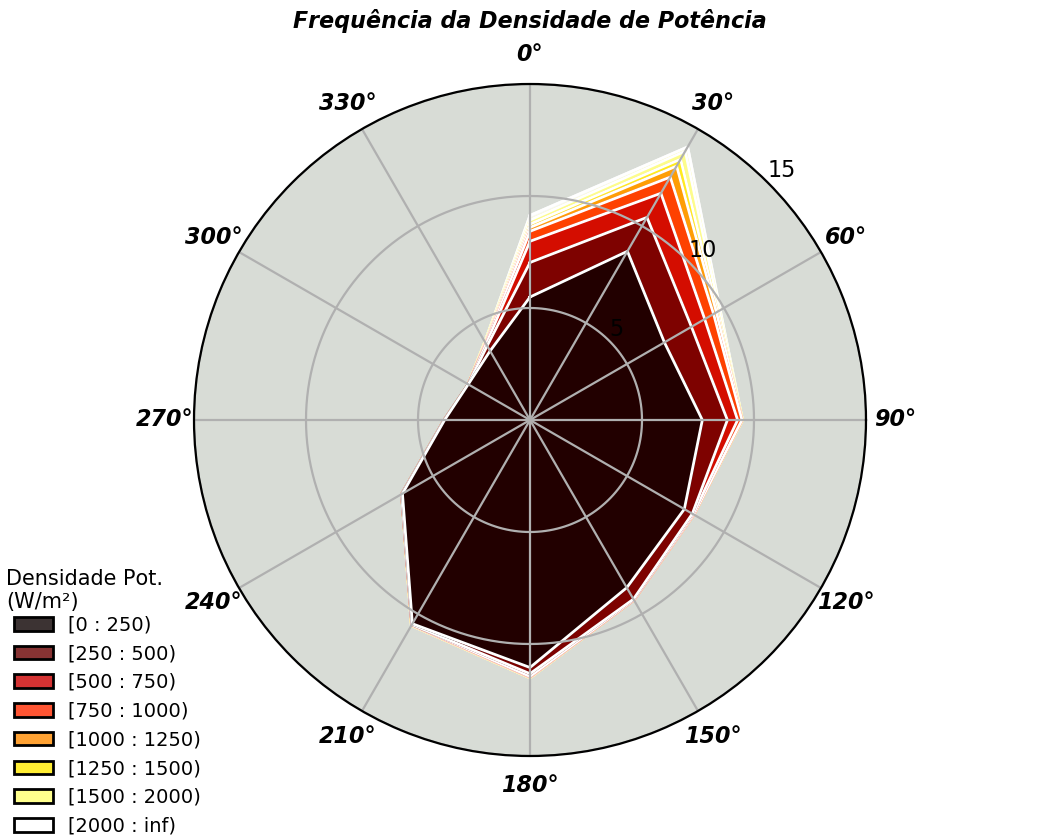 Frequência da Densidade de Potência
0°
330°
30°
15
300°
60°
10
5
270°
90°
240°
120°
210°
150°
180°
Densidade Pot.
(W/m²)
[0 : 250)
[250 : 500)
[500 : 750)
[750 : 1000)
[1000 : 1250)
[1250 : 1500)
[1500 : 2000)
[2000 : inf)